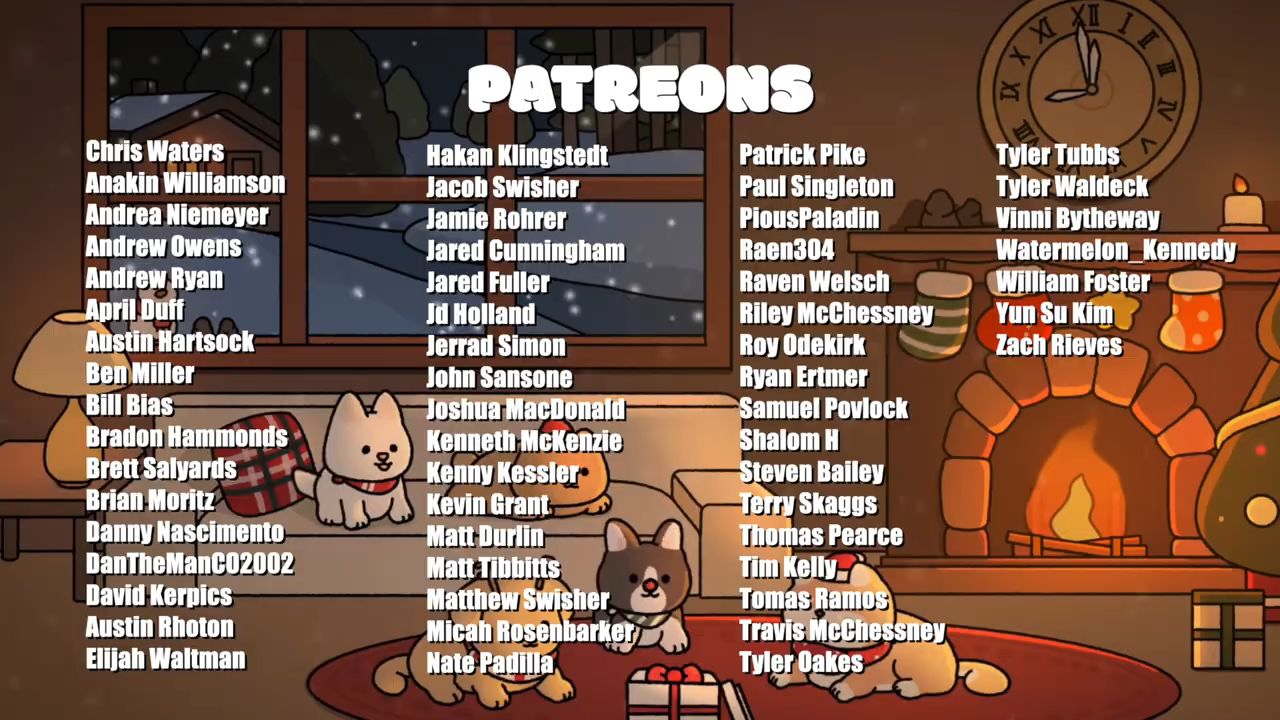 PATREONS
Chris Waters
Anakin Williamson
Andrea Niemeyer
Andrew Owens
Andrew Ryan
April Duff
Austin Hartsock
Ben Miller
Bill Bias
Bradon Hammonds
Brett Salyards
Brian Moritz
Danny Nascimento
DanTheManCO2002
David Kerpics
Austin Rhoton
Elijah Waltman
Hakan Klingstedt
Jacob Swisher
Jamie Rohrer
Jared Cunningham
Jared Fuller
Jd Holland
Jerrad Simon
John Sansone
Joshua MacDonald
Kenneth McKenzie
Kenny Kessler
Kevin Grant
Matt Durlin
Matt Tibbitts
Matthew Swisher
Micah Rosenbarker
Nate Padilla
Patrick Pike
Paul Singleton
PiousPaladin
Raen304
Raven Welsch
Riley McChessney
Roy Odekirk
Ryan Ertmer
Samuel Povlock
Shalom H
Steven Bailey
Terry Skaggs
Thomas Pearce
Tim Kelly
Tomas Ramos
Travis McChessney
Tyler Oakes
Tyler Tubbs
Tyler Waldeck
Vinni Bytheway
Watermelon_Kennedy
William Foster
Yun Su Kim
Zach Rieves